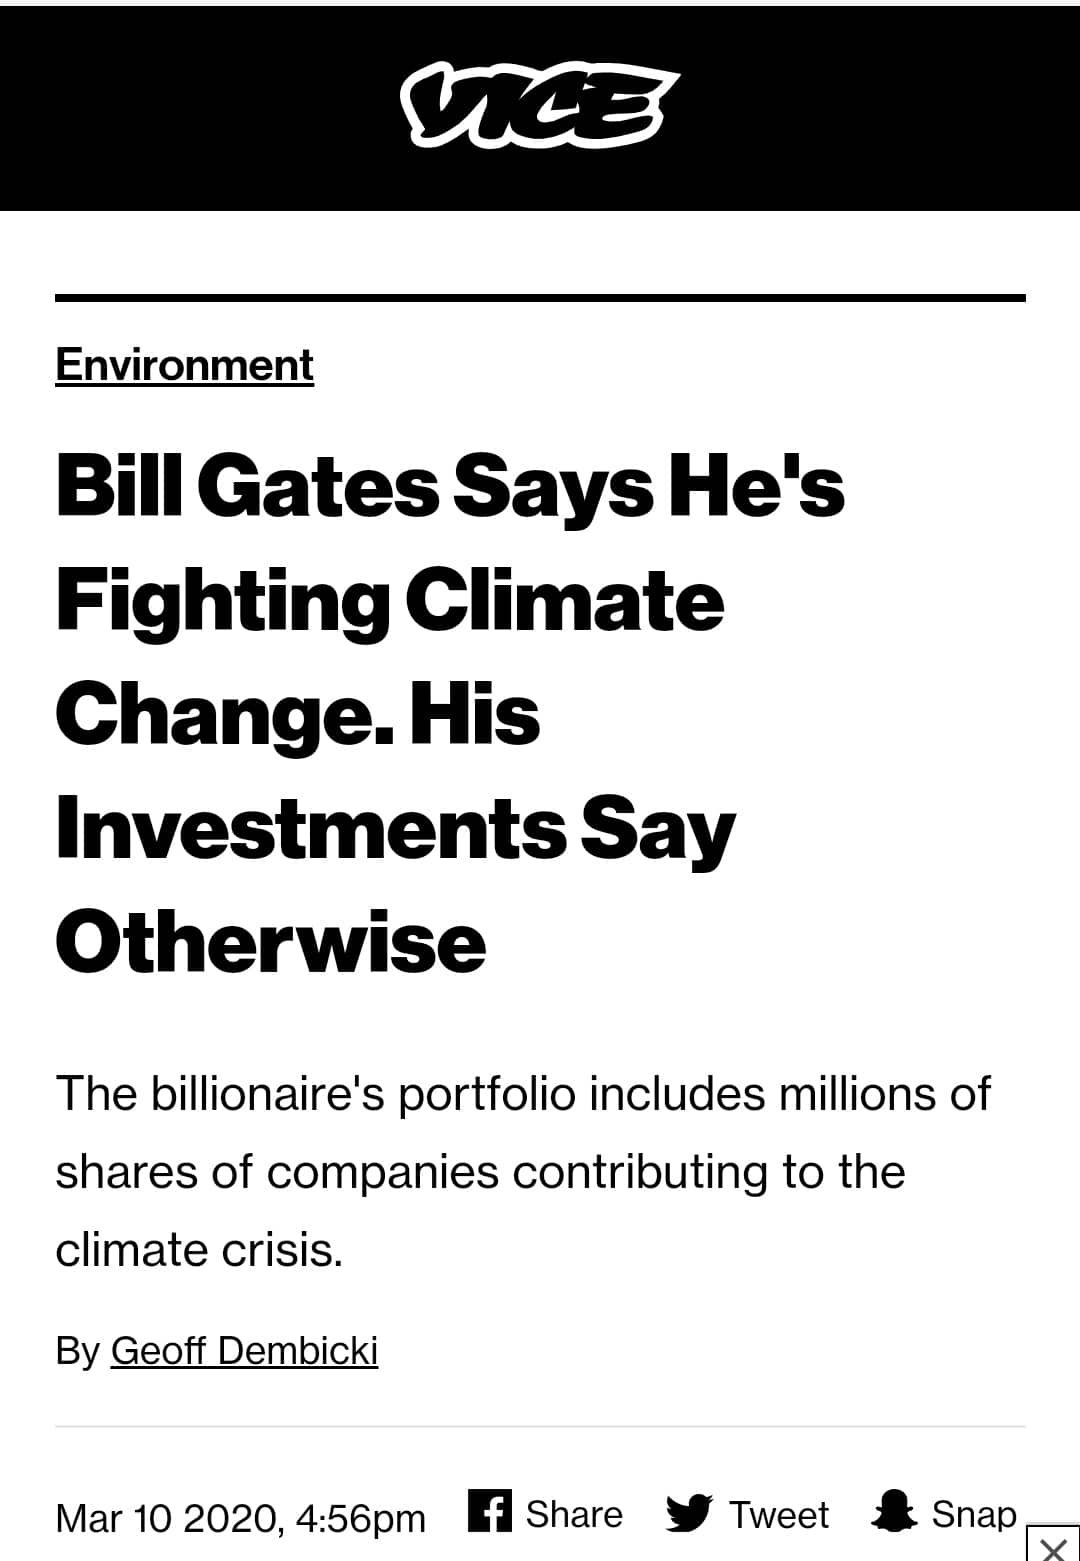 VICE
Environment
Bill Gates Says He's
Fighting Climate
Change. His
Investments Say
Otherwise
The billionaire's portfolio includes millions of
shares of companies contributing to the
climate crisis.
By Geoff Dembicki
Mar 10 2020, 4:56pm Share Tweet Snap